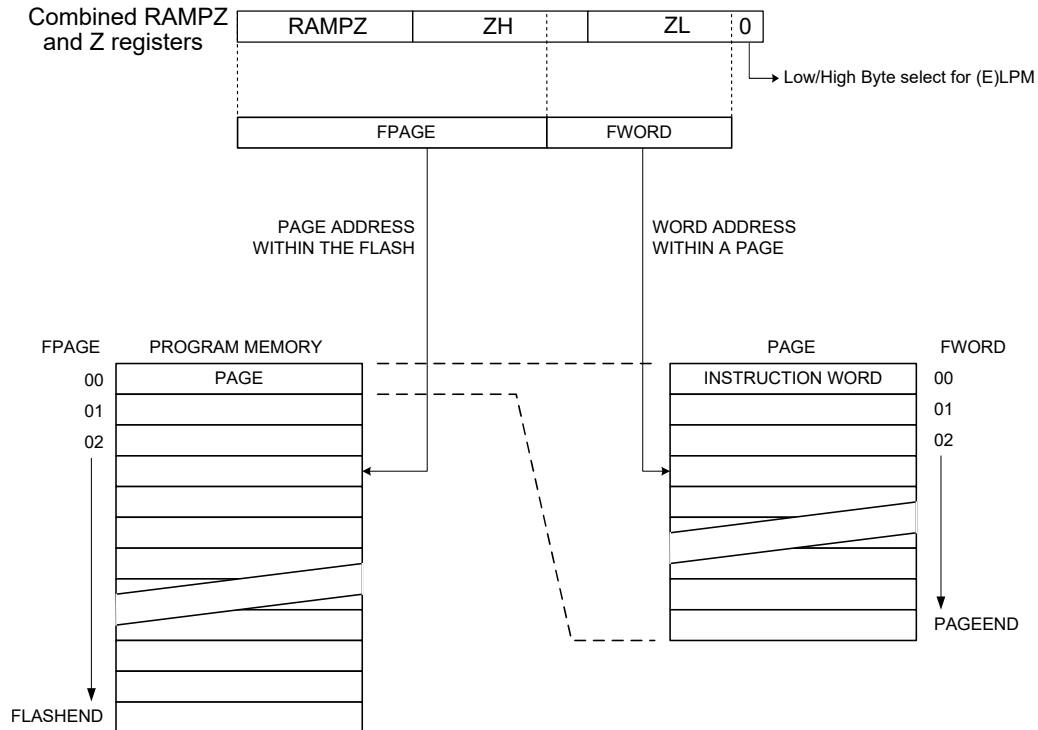 Combined RAMPZ
and Z registers
RAMPZ ZH ZL 0
Low/High Byte select for (E)LPM
FPAGE FWORD
PAGE ADDRESS
WITHIN THE FLASH
WORD ADDRESS
WITHIN A PAGE
FPAGE PROGRAM MEMORY PAGE FWORD
00 PAGE INSTRUCTION WORD 00
01 01
02 02
PAGEEND
FLASHEND